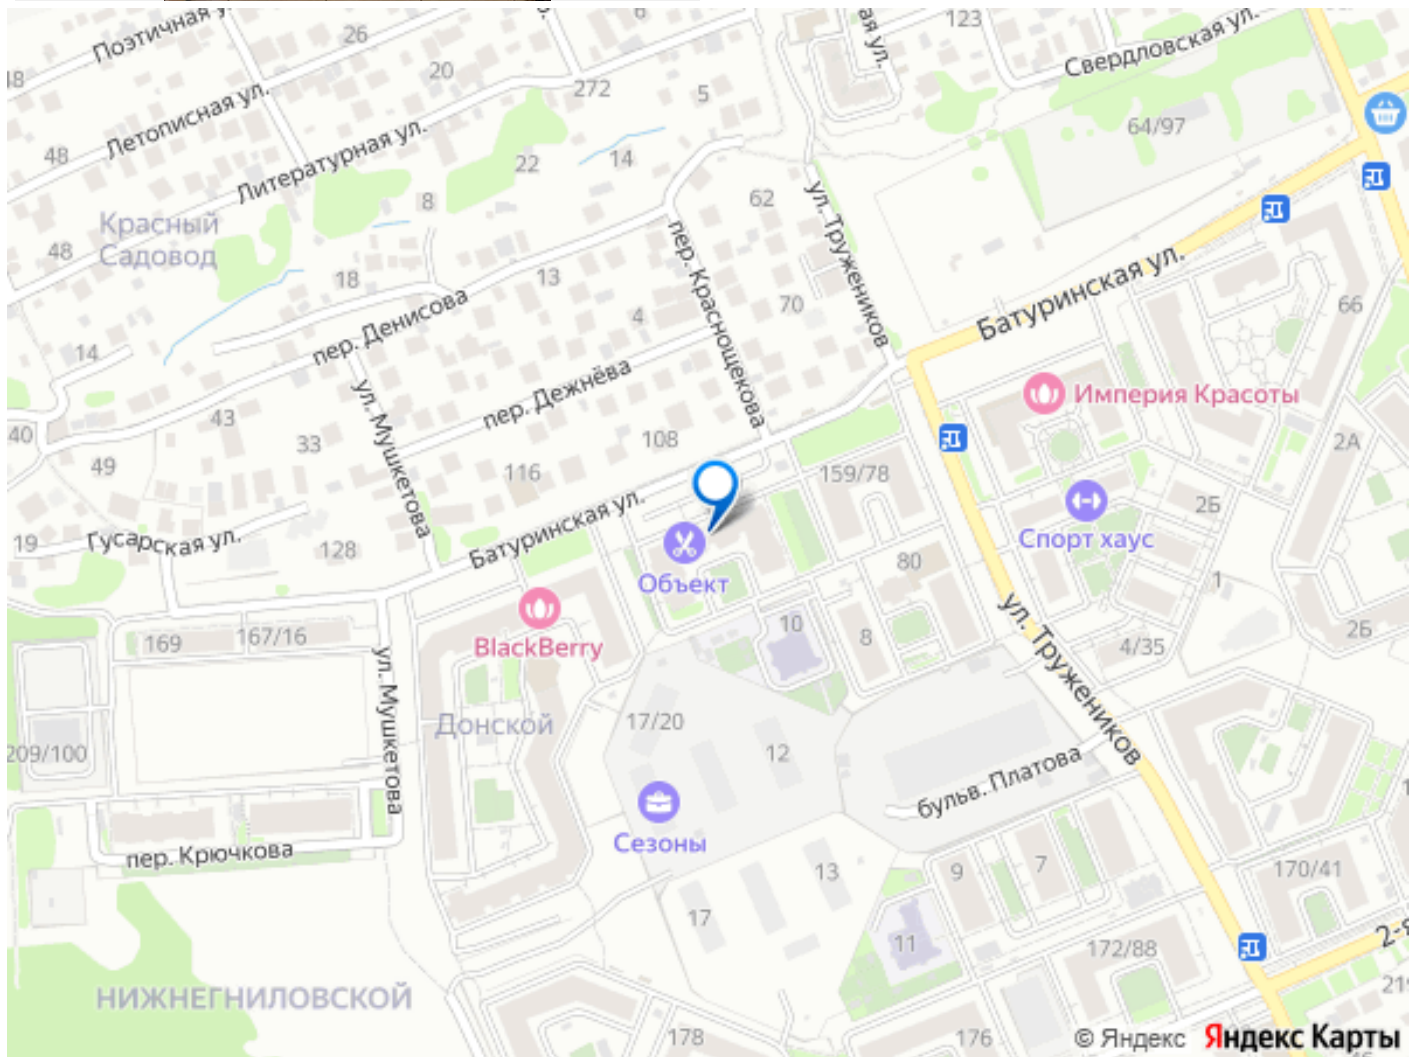 Поэтичная
26
6
123
Свердловская ул.
48
20
272
5
64/97
Летописная ул.
Литературная ул.
48
22
14
8
62
ул. Тружеников
Красный
Садовод
48
18
13
пер. Краснощекова
Батуринская ул.
66
14
пер. Денисова
4
70
пер. Дежнёва
ул. Мушкетова
Империя Красоты
43
40
33
108
2А
49
116
159/78
2Б
Батуринская ул.
Спорт хаус
19
Гусарская ул.
128
Объект
80
1
BlackBerry
10
8
2Б
169
167/16
4/35
ул. Мушкетова
ул. Тружеников
Донской
17/20
12
209/100
бульв. Платова
Сезоны
пер. Крючкова
13
9
7
170/41
17
11
172/88
НИЖНЕГНИЛОВСКОЙ
178
176
© Яндекс Яндекс Карты